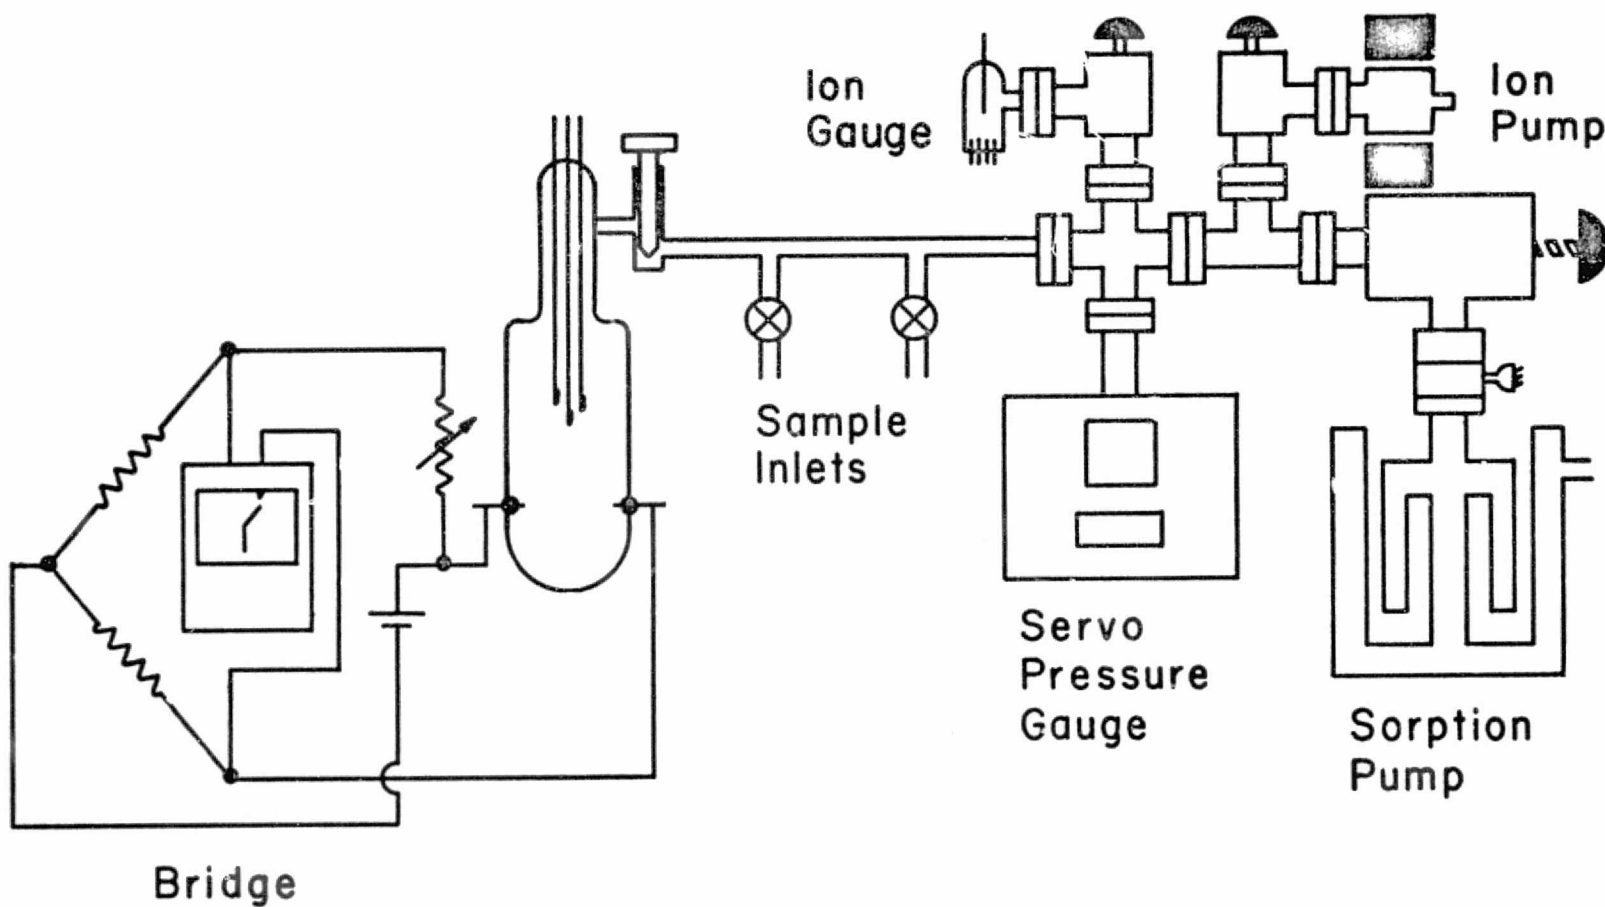 Ion
Gauge
Ion
Pump
Sample
Inlets
Servo
Pressure
Gauge
Sorption
Pump
Bridge